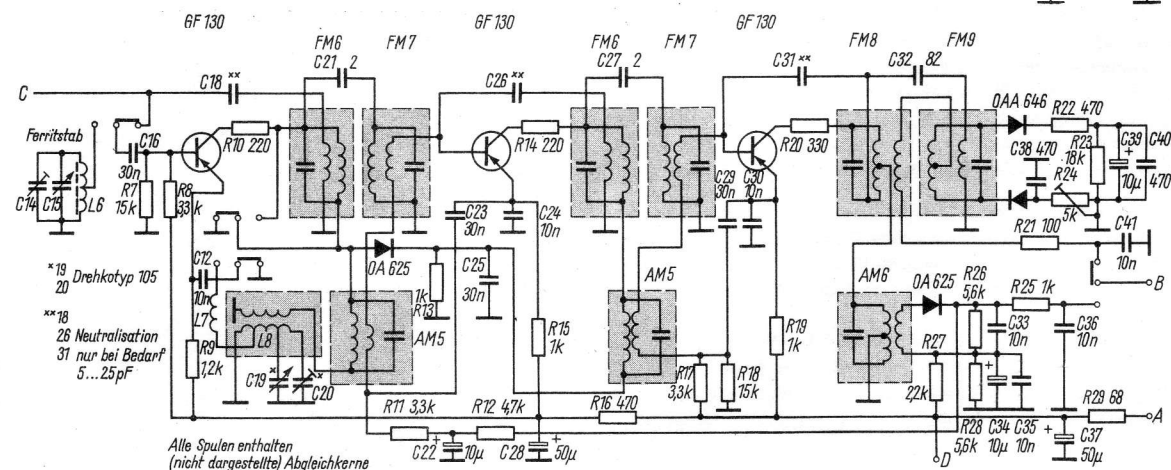 GF 130
GF 130
GF 130
FM6
FM7
FM6
FM7
FM8
FM9
C21 2
C27 2
C31 **
C32 82
C18 **
C26 **
C
OAA 646
R22 470
C16
30n
Ferritstab
R10 220
R14 220
R20 330
C38 470
R23
18k
C39
10µ
C40
470
R24
5k
C14
C15
L6
R7
15k
R8
33k
C23
30n
C24
10n
C29
30n
C30
10n
R21 100
C41
10n
B
C12
10n
OA 625
1k
R13
C25
30n
AM5
AM6
OA 625
R26
5,6k
R25 1k
*19 Drehkotyp 105
20
**18
26 Neutralisation
31 nur bei Bedarf
5...25pF
L7
L8
R9
1,2k
C19
x
x
C20
AM5
R15
1k
R19
1k
R17
3,3k
R18
15k
R27
2,2k
C33
10n
C36
10n
R11 3,3k
R12 4,7k
R16 470
R29 68
A
+
C22
10µ
C28
+
50µ
D
R28
5,6k
+
C34
10µ
C35
10n
+
C37
50µ
Alle Spulen enthalten
(nicht dargestellte) Abgleichkerne